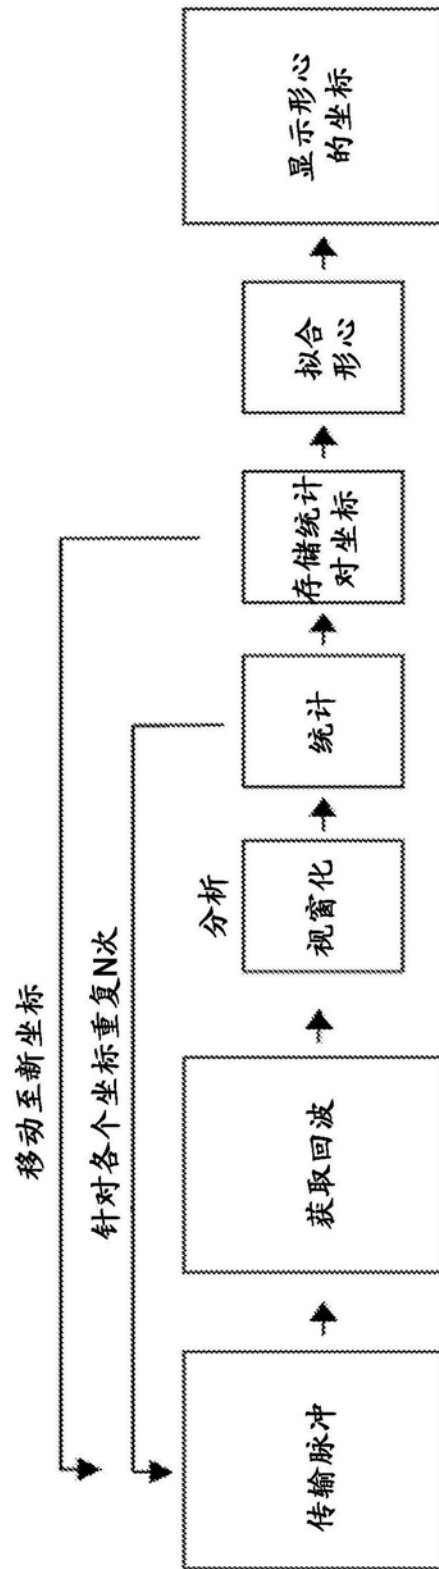 移动至新坐标
针对各个坐标重复N次
分析
传输脉冲
获取回波
视窗化
统计
存储统计
对坐标
拟合
形心
显示形心
的坐标